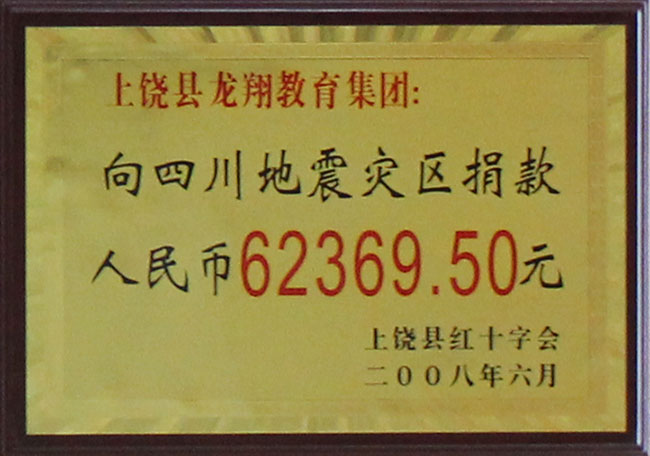 上饶县龙翔教育集团:
向四川地震灾区捐款
人民币62369.50元
上饶县红十字会
二〇〇八年六月